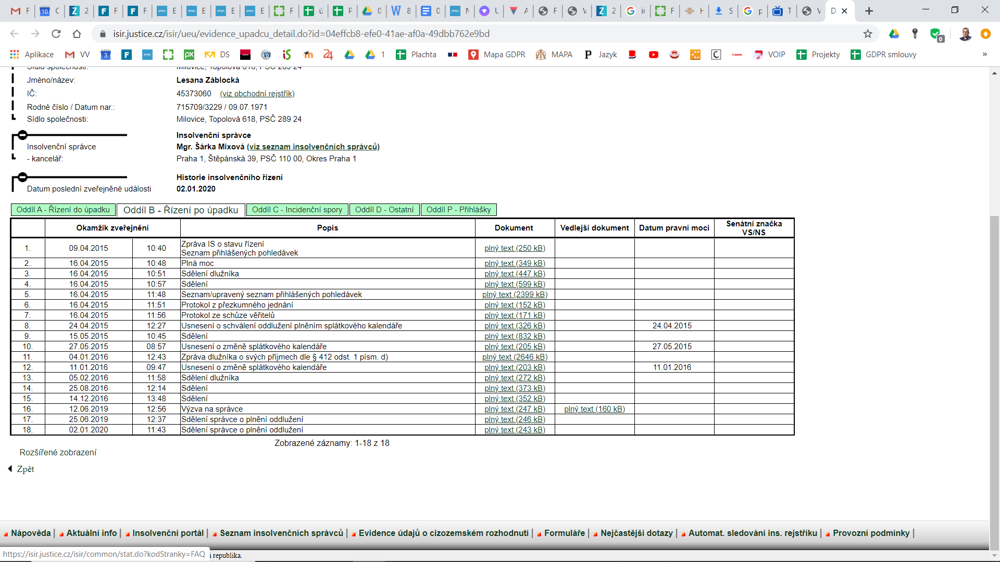 F
C
2
F
F
E
E
E
E
F
ú
P
0
8
0
N
U
A
F
V
2
ir
F
H
S
p
T
V
D
isir.justice.cz/isir/ueu/evidence_upadcu_detail.do?id=04effcb8-efe0-41ae-af0a-49dbb762e9bd
0
Aplikace VV DS 1 Plachta Mapa GDPR MAPA Jazyk VOIP Projekty GDPR smlouvy »
Sídlo společnosti: Milovice, Topolová 618, PSČ 289 24
Jméno/název: Lesana Záblocká
IČ: 45373060 (viz obchodní rejstřík)
Rodné číslo / Datum nar.: 715709/3229 / 09.07.1971
Sídlo společnosti: Milovice, Topolová 618, PSČ 289 24
Insolvenční správce
Insolvenční správce Mgr. Šárka Mixová (viz seznam insolvenčních správců)
- kancelář: Praha 1, Štěpánská 39, PSČ 110 00, Okres Praha 1
Historie insolvenčního řízení
Datum poslední zveřejněné události 02.01.2020
Oddíl A - Řízení do úpadku Oddíl B - Řízení po úpadku Oddíl C - Incidenční spory Oddíl D - Ostatní Oddíl P - Přihlášky
Okamžik zveřejnění Popis Dokument Vedlejší dokument Datum pravní moci Senátní značka
VS/NS
1. 09.04.2015 10:40 Zpráva IS o stavu řízení
Seznam přihlášených pohledávek plný text (250 kB)
2. 16.04.2015 10:48 Plná moc plný text (349 kB)
3. 16.04.2015 10:51 Sdělení dlužníka plný text (447 kB)
4. 16.04.2015 10:57 Sdělení plný text (599 kB)
5. 16.04.2015 11:48 Seznam/upravený seznam přihlášených pohledávek plný text (2399 kB)
6. 16.04.2015 11:51 Protokol z přezkumného jednání plný text (152 kB)
7. 16.04.2015 11:56 Protokol ze schůze věřitelů plný text (171 kB)
8. 24.04.2015 12:27 Usnesení o schválení oddlužení plněním splátkového kalendáře plný text (326 kB) 24.04.2015
9. 15.05.2015 10:45 Sdělení plný text (832 kB)
10. 27.05.2015 08:57 Usnesení o změně splátkového kalendáře plný text (205 kB) 27.05.2015
11. 04.01.2016 12:43 Zpráva dlužníka o svých příjmech dle § 412 odst. 1 písm. d) plný text (2646 kB)
12. 11.01.2016 09:47 Usnesení o změně splátkového kalendáře plný text (203 kB) 11.01.2016
13. 05.02.2016 11:58 Sdělení dlužníka plný text (272 kB)
14. 25.08.2016 12:14 Sdělení plný text (373 kB)
15. 14.12.2016 13:48 Sdělení plný text (352 kB)
16. 12.06.2019 12:56 Výzva na správce plný text (247 kB) plný text (160 kB)
17. 25.06.2019 12:37 Sdělení správce o plnění oddlužení plný text (246 kB)
18. 02.01.2020 11:43 Sdělení správce o plnění oddlužení plný text (243 kB)
Zobrazené záznamy: 1-18 z 18
Rozšířené zobrazení
Zpět
Nápověda | Aktuální info | Insolvenční portál | Seznam insolvenčních správců | Evidence údajů o cizozemském rozhodnutí | Formuláře | Nejčastější dotazy | Automat. sledování ins. rejstříku | Provozní podmínky |
https://isir.justice.cz/isir/common/stat.do?kodStranky=FAQ á republika.